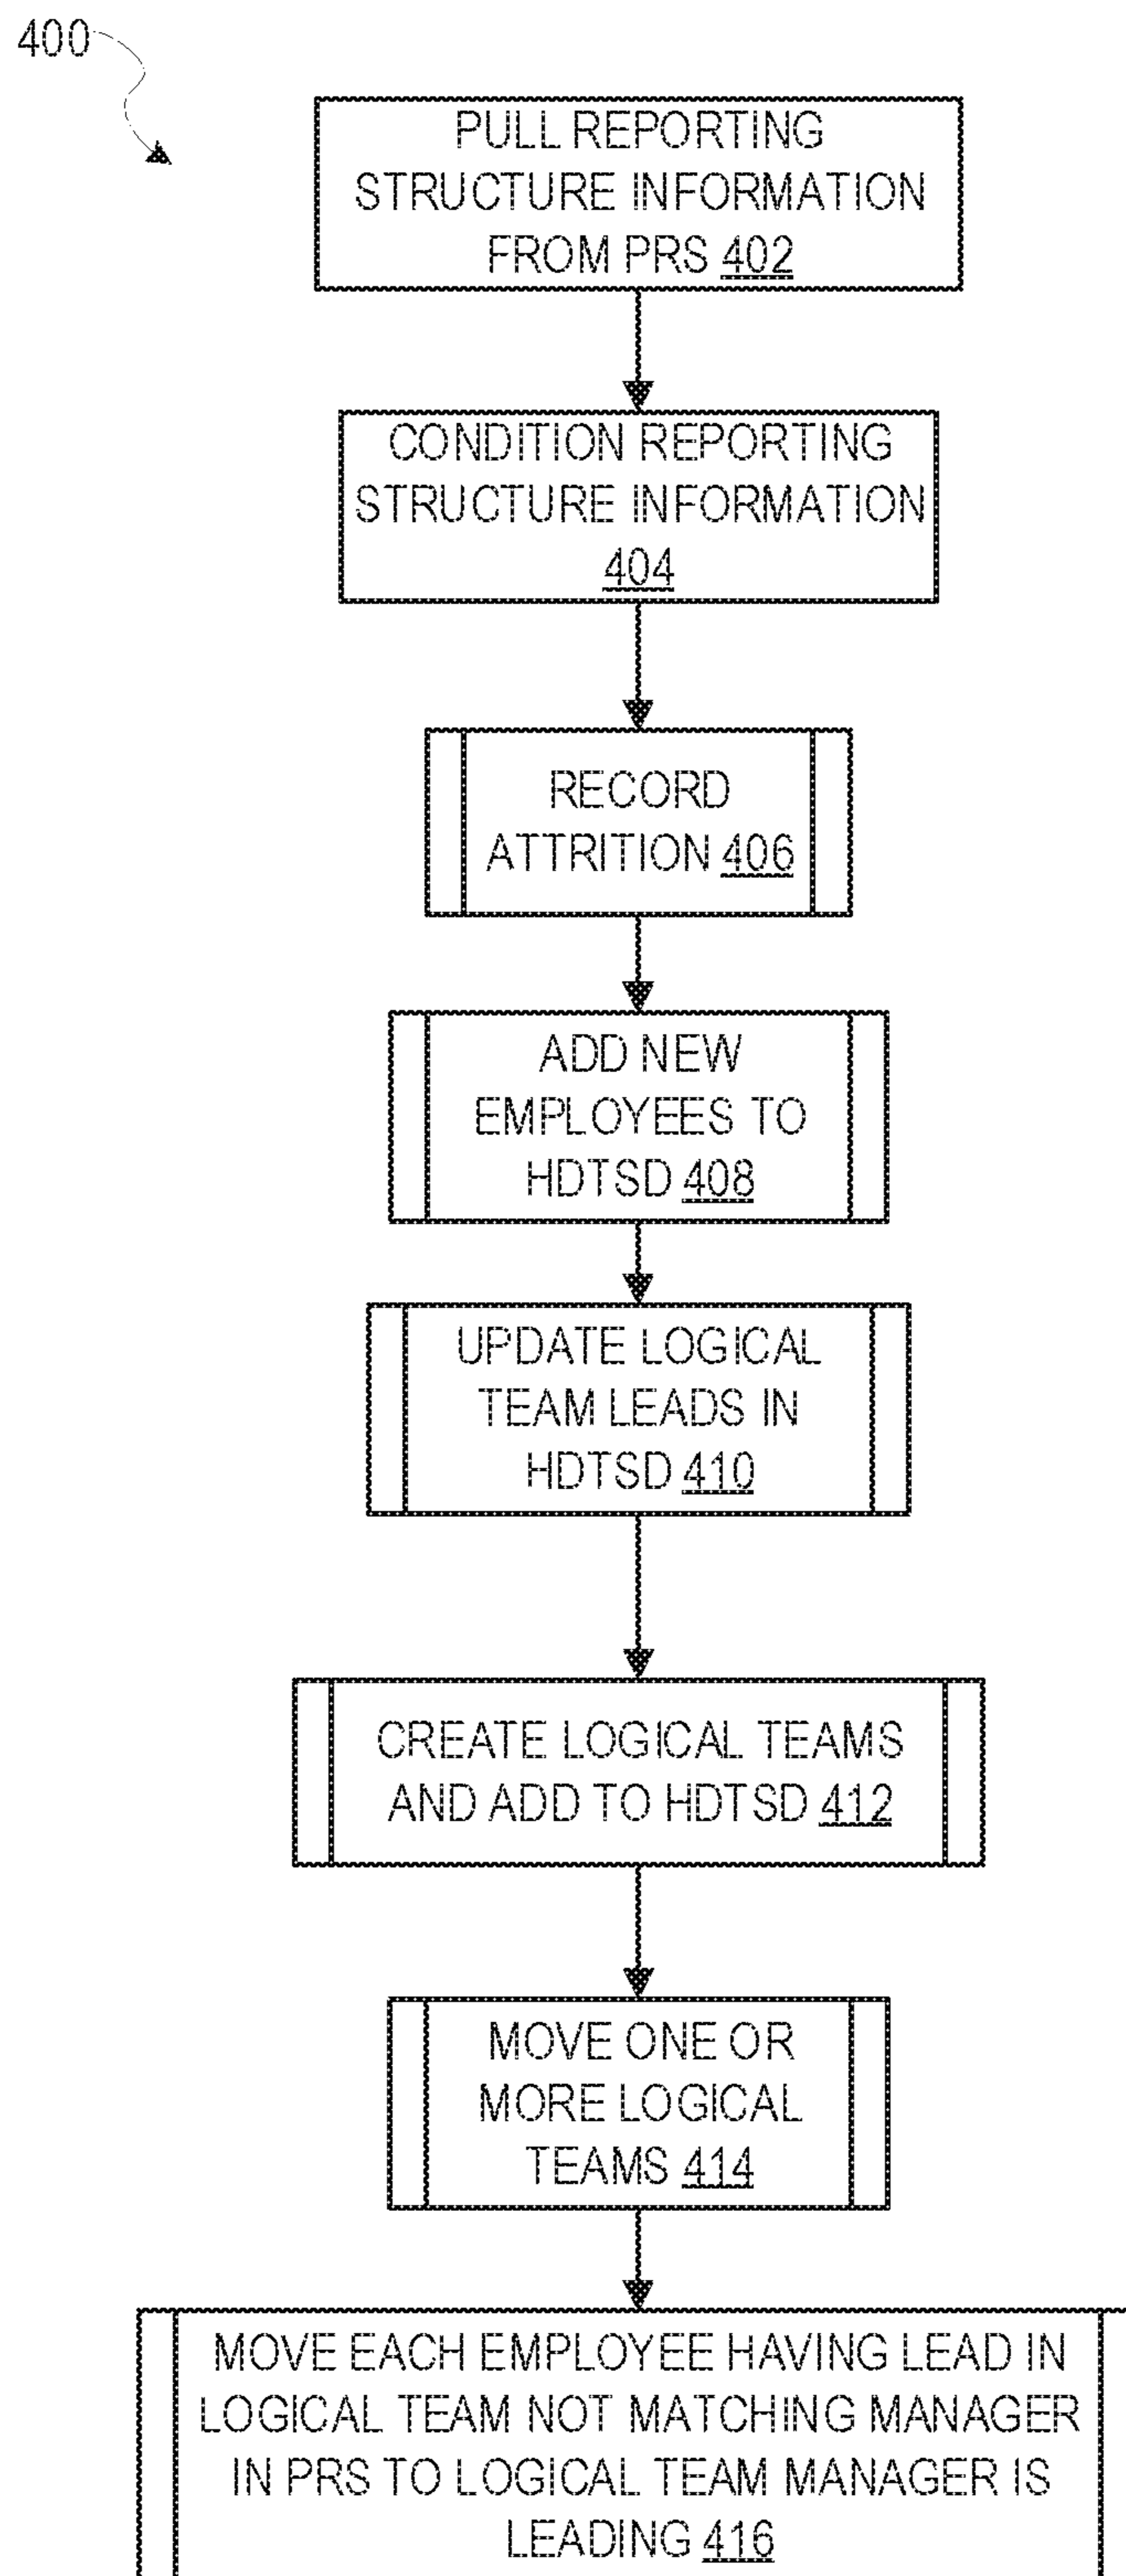 400
PULL REPORTING
STRUCTURE INFORMATION
FROM PRS 402
CONDITION REPORTING
STRUCTURE INFORMATION
404
RECORD
ATTRITION 406
ADD NEW
EMPLOYEES TO
HDTSD 408
UPDATE LOGICAL
TEAM LEADS IN
HDTSD 410
CREATE LOGICAL TEAMS
AND ADD TO HDTSD 412
MOVE ONE OR
MORE LOGICAL
TEAMS 414
MOVE EACH EMPLOYEE HAVING LEAD IN
LOGICAL TEAM NOT MATCHING MANAGER
IN PRS TO LOGICAL TEAM MANAGER IS
LEADING 416